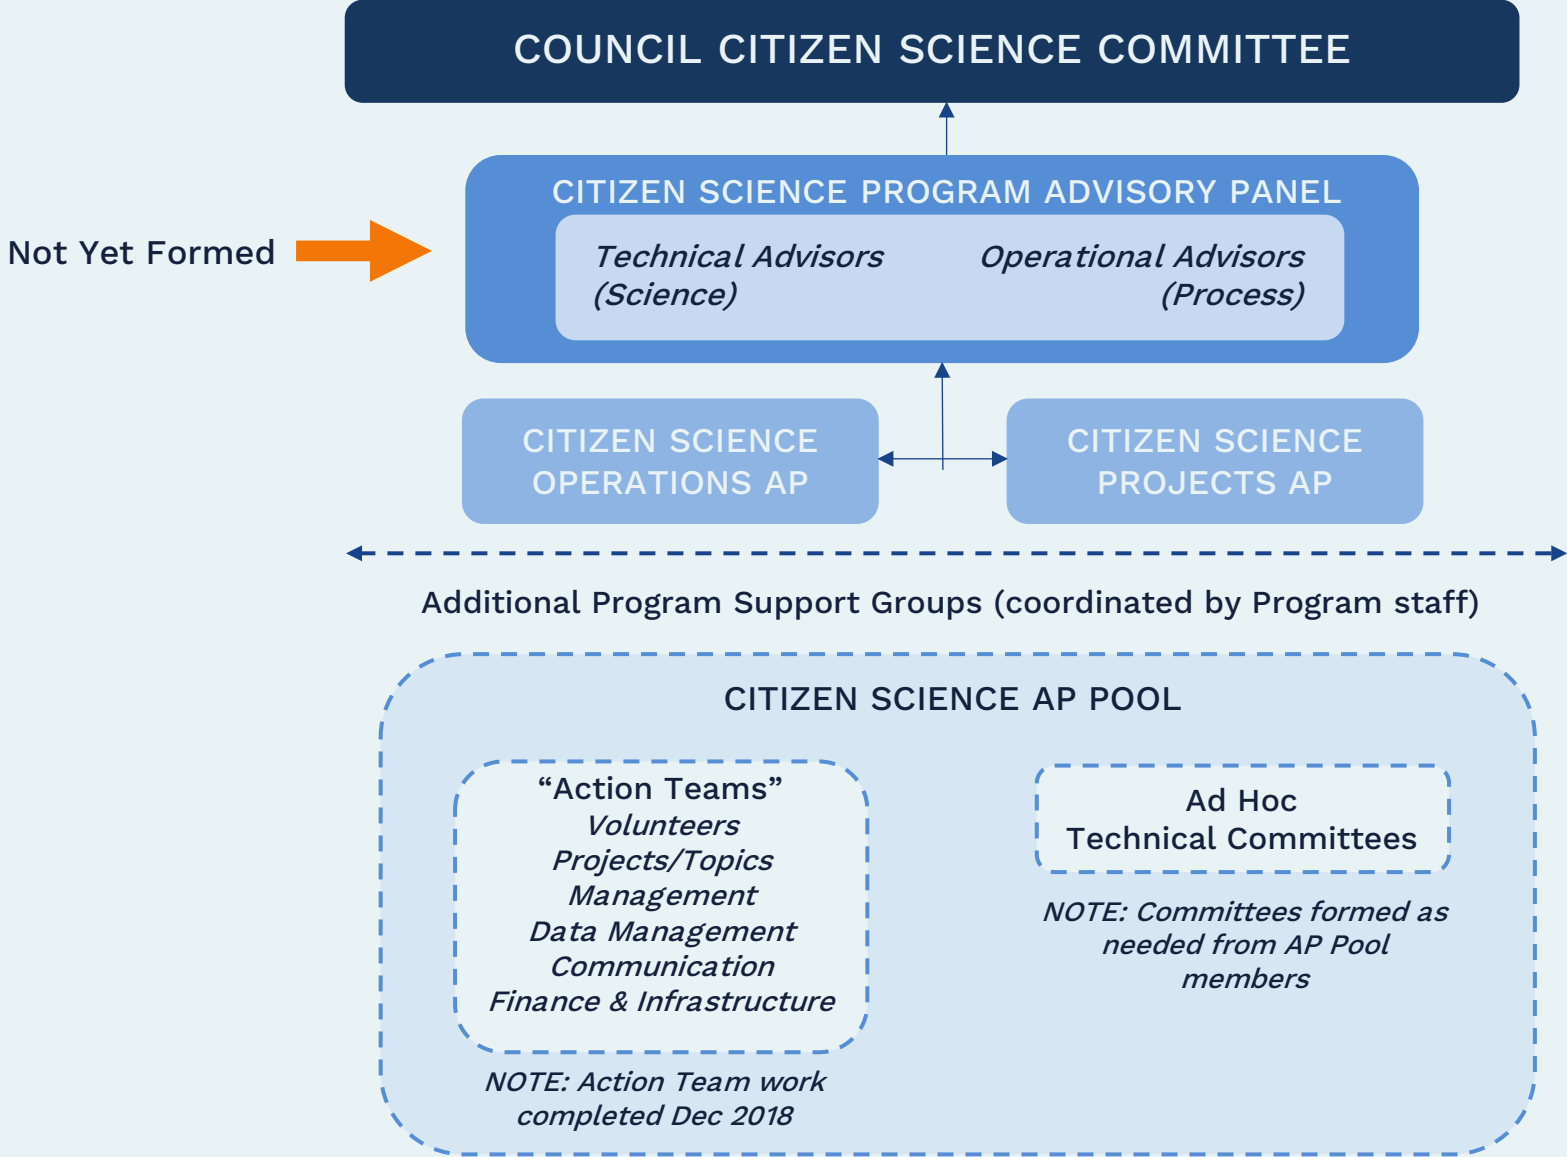 COUNCIL CITIZEN SCIENCE COMMITTEE
CITIZEN SCIENCE PROGRAM ADVISORY PANEL
Not Yet Formed
Technical Advisors
(Science)
Operational Advisors
(Process)
CITIZEN SCIENCE
OPERATIONS AP
CITIZEN SCIENCE
PROJECTS AP
Additional Program Support Groups (coordinated by Program staff)
CITIZEN SCIENCE AP POOL
“Action Teams”
Volunteers
Projects/Topics
Management
Data Management
Communication
Finance & Infrastructure
NOTE: Action Team work
completed Dec 2018
Ad Hoc
Technical Committees
NOTE: Committees formed as
needed from AP Pool
members